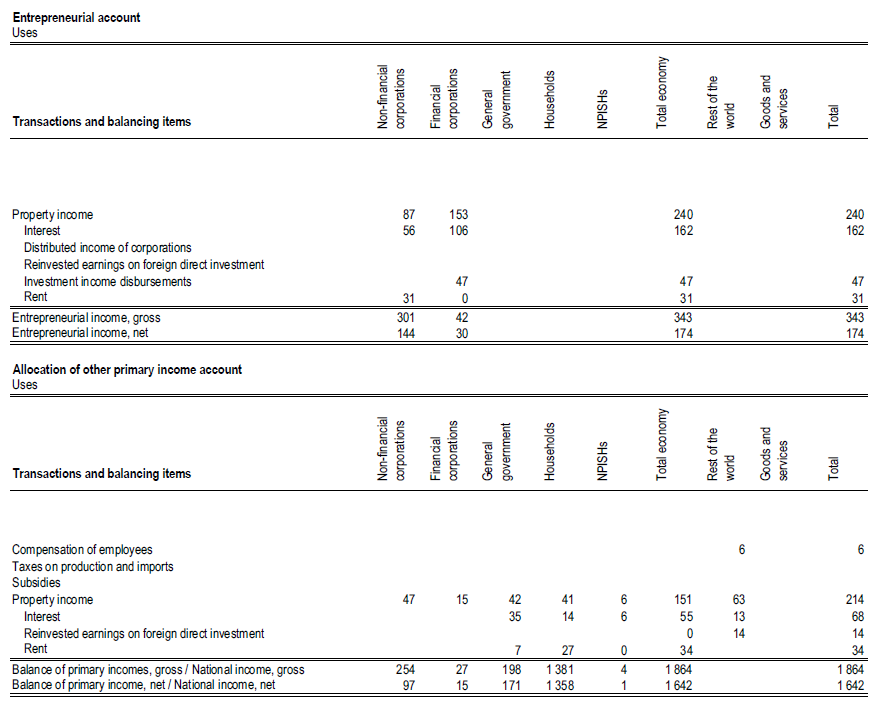 Entrepreneurial account
Uses
Transactions and balancing items Non-financial corporations Financial corporations General government Households NPISHs Total economy Rest of the world Goods and services Total
Property income 87 153 240 240
Interest 56 106 162 162
Distributed income of corporations
Reinvested earnings on foreign direct investment
Investment income disbursements 47 47 47
Rent 31 0 31 31
Entrepreneurial income, gross 301 42 343 343
Entrepreneurial income, net 144 30 174 174
Allocation of other primary income account
Uses
Transactions and balancing items Non-financial corporations Financial corporations General government Households NPISHs Total economy Rest of the world Goods and services Total
Compensation of employees 6 6
Taxes on production and imports
Subsidies
Property income 47 15 42 41 6 151 63 214
Interest 35 14 6 55 13 68
Reinvested earnings on foreign direct investment 0 14 14
Rent 7 27 0 34 34
Balance of primary incomes, gross / National income, gross 254 27 198 1 381 4 1 864 1 864
Balance of primary income, net / National income, net 97 15 171 1 358 1 1 642 1 642